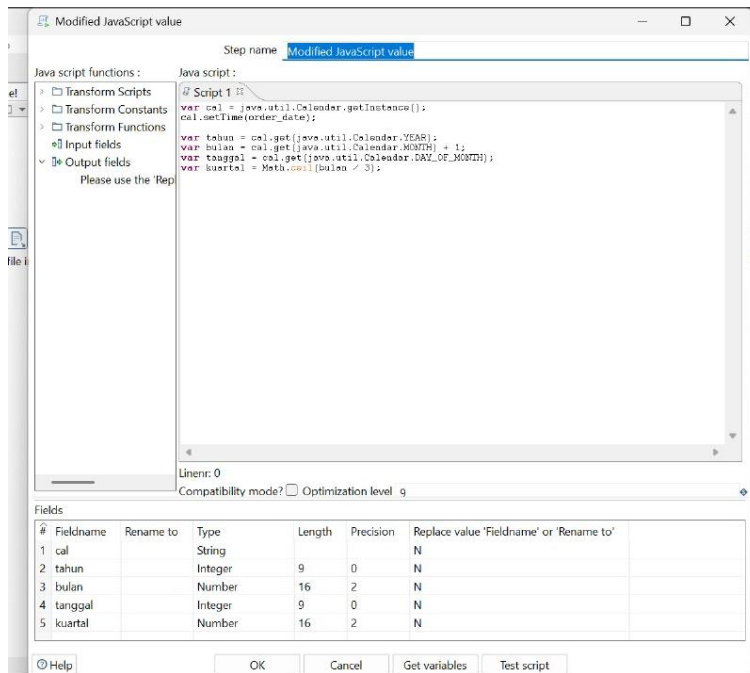 Modified JavaScript value
Step name Modified JavaScript value
Java script functions :
Java script :
Transform Scripts
Transform Constants
Transform Functions
Input fields
Output fields
Please use the 'Repl
Script 1
var cal = java.util.Calendar.getInstance();
cal.setTime(order_date);
var tahun = cal.get(java.util.Calendar.YEAR);
var bulan = cal.get(java.util.Calendar.MONTH) + 1;
var tanggal = cal.get(java.util.Calendar.DAY_OF_MONTH);
var kuartal = Math.ceil(bulan / 3);
e!
file i
Linenr: 0
Compatibility mode? Optimization level 9
Fields
# Fieldname Rename to Type Length Precision Replace value 'Fieldname' or 'Rename to'
1 cal String N
2 tahun Integer 9 0 N
3 bulan Number 16 2 N
4 tanggal Integer 9 0 N
5 kuartal Number 16 2 N
Help OK Cancel Get variables Test script